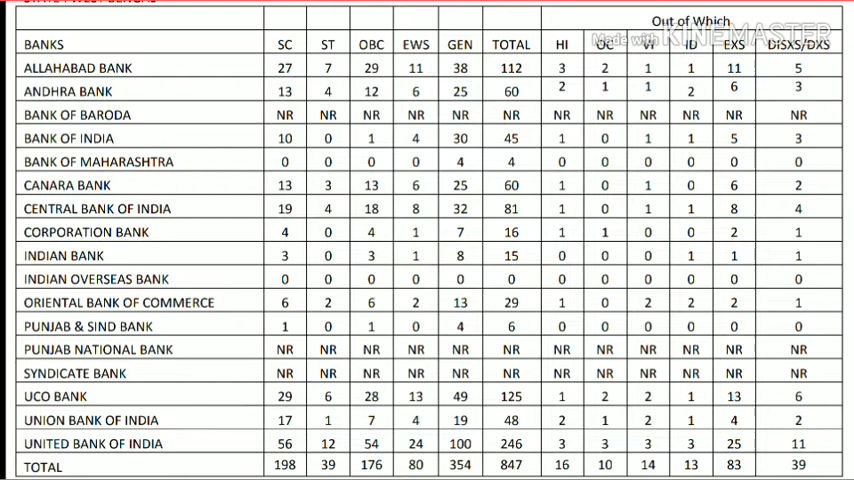 STATE : WEST BENGAL
Out of Which
Made with KINEMASTER
BANKS SC ST OBC EWS GEN TOTAL HI OC VI ID EXS DISXS/DXS
ALLAHABAD BANK 27 7 29 11 38 112 3 2 1 1 11 5
ANDHRA BANK 13 4 12 6 25 60 2 1 1 2 6 3
BANK OF BARODA NR NR NR NR NR NR NR NR NR NR NR NR
BANK OF INDIA 10 0 1 4 30 45 1 0 1 1 5 3
BANK OF MAHARASHTRA 0 0 0 0 4 4 0 0 0 0 0 0
CANARA BANK 13 3 13 6 25 60 1 0 1 0 6 2
CENTRAL BANK OF INDIA 19 4 18 8 32 81 1 0 1 1 8 4
CORPORATION BANK 4 0 4 1 7 16 1 1 0 0 2 1
INDIAN BANK 3 0 3 1 8 15 0 0 0 1 1 1
INDIAN OVERSEAS BANK 0 0 0 0 0 0 0 0 0 0 0 0
ORIENTAL BANK OF COMMERCE 6 2 6 2 13 29 1 0 2 2 2 1
PUNJAB & SIND BANK 1 0 1 0 4 6 0 0 0 0 0 0
PUNJAB NATIONAL BANK NR NR NR NR NR NR NR NR NR NR NR NR
SYNDICATE BANK NR NR NR NR NR NR NR NR NR NR NR NR
UCO BANK 29 6 28 13 49 125 1 2 2 1 13 6
UNION BANK OF INDIA 17 1 7 4 19 48 2 1 2 1 4 2
UNITED BANK OF INDIA 56 12 54 24 100 246 3 3 3 3 25 11
TOTAL 198 39 176 80 354 847 16 10 14 13 83 39